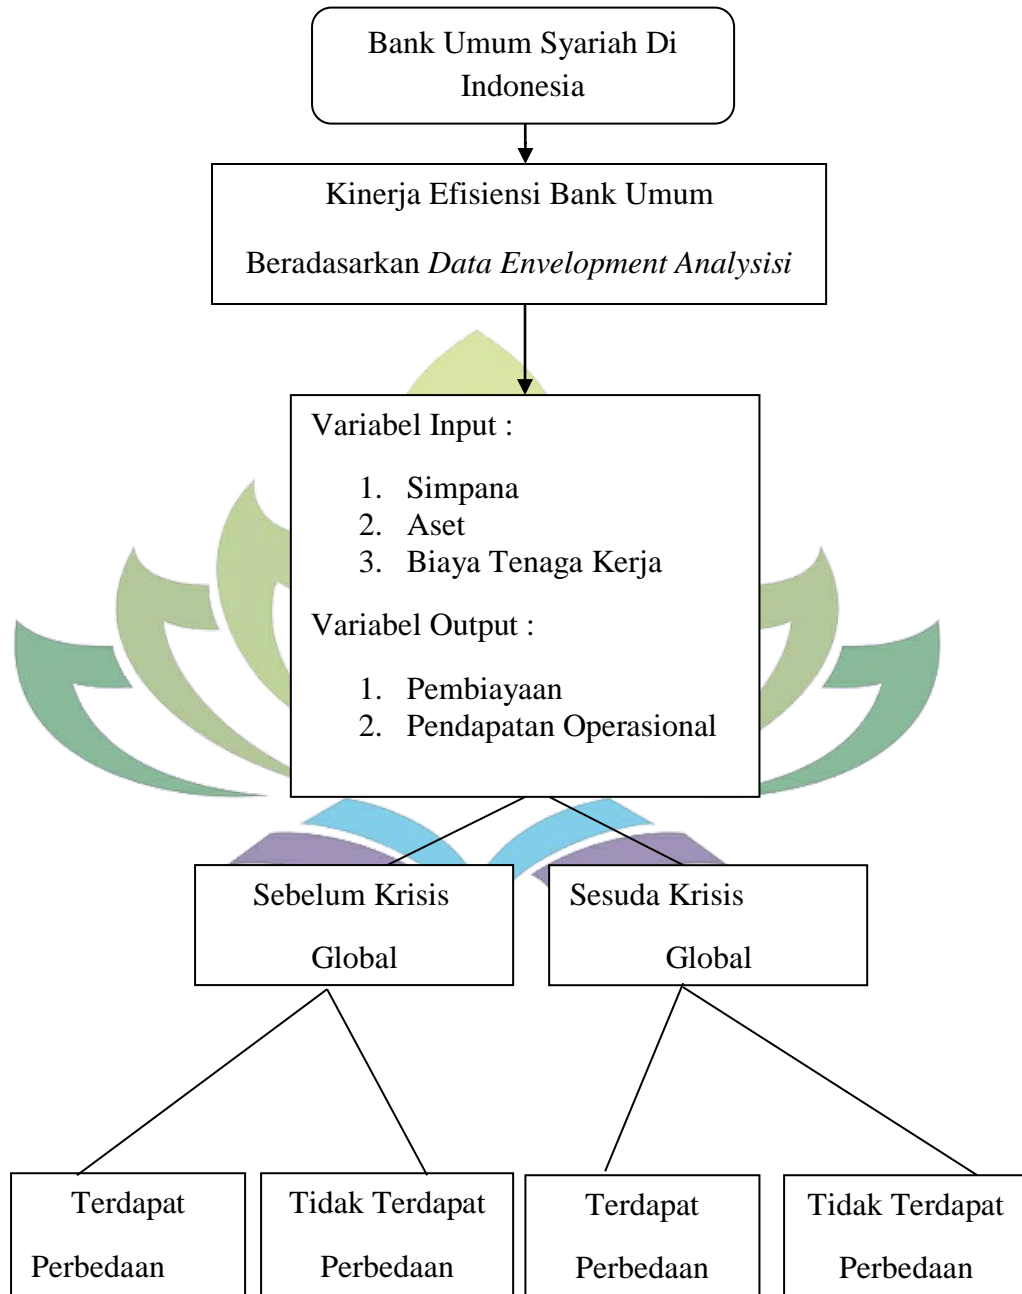 Bank Umum Syariah Di
Indonesia
Kinerja Efisiensi Bank Umum
Beradasarkan Data Envelopment Analysisi
Variabel Input :
1. Simpana
2. Aset
3. Biaya Tenaga Kerja
Variabel Output :
1. Pembiayaan
2. Pendapatan Operasional
Sebelum Krisis
Global
Sesuda Krisis
Global
Terdapat
Perbedaan
Tidak Terdapat
Perbedaan
Terdapat
Perbedaan
Tidak Terdapat
Perbedaan